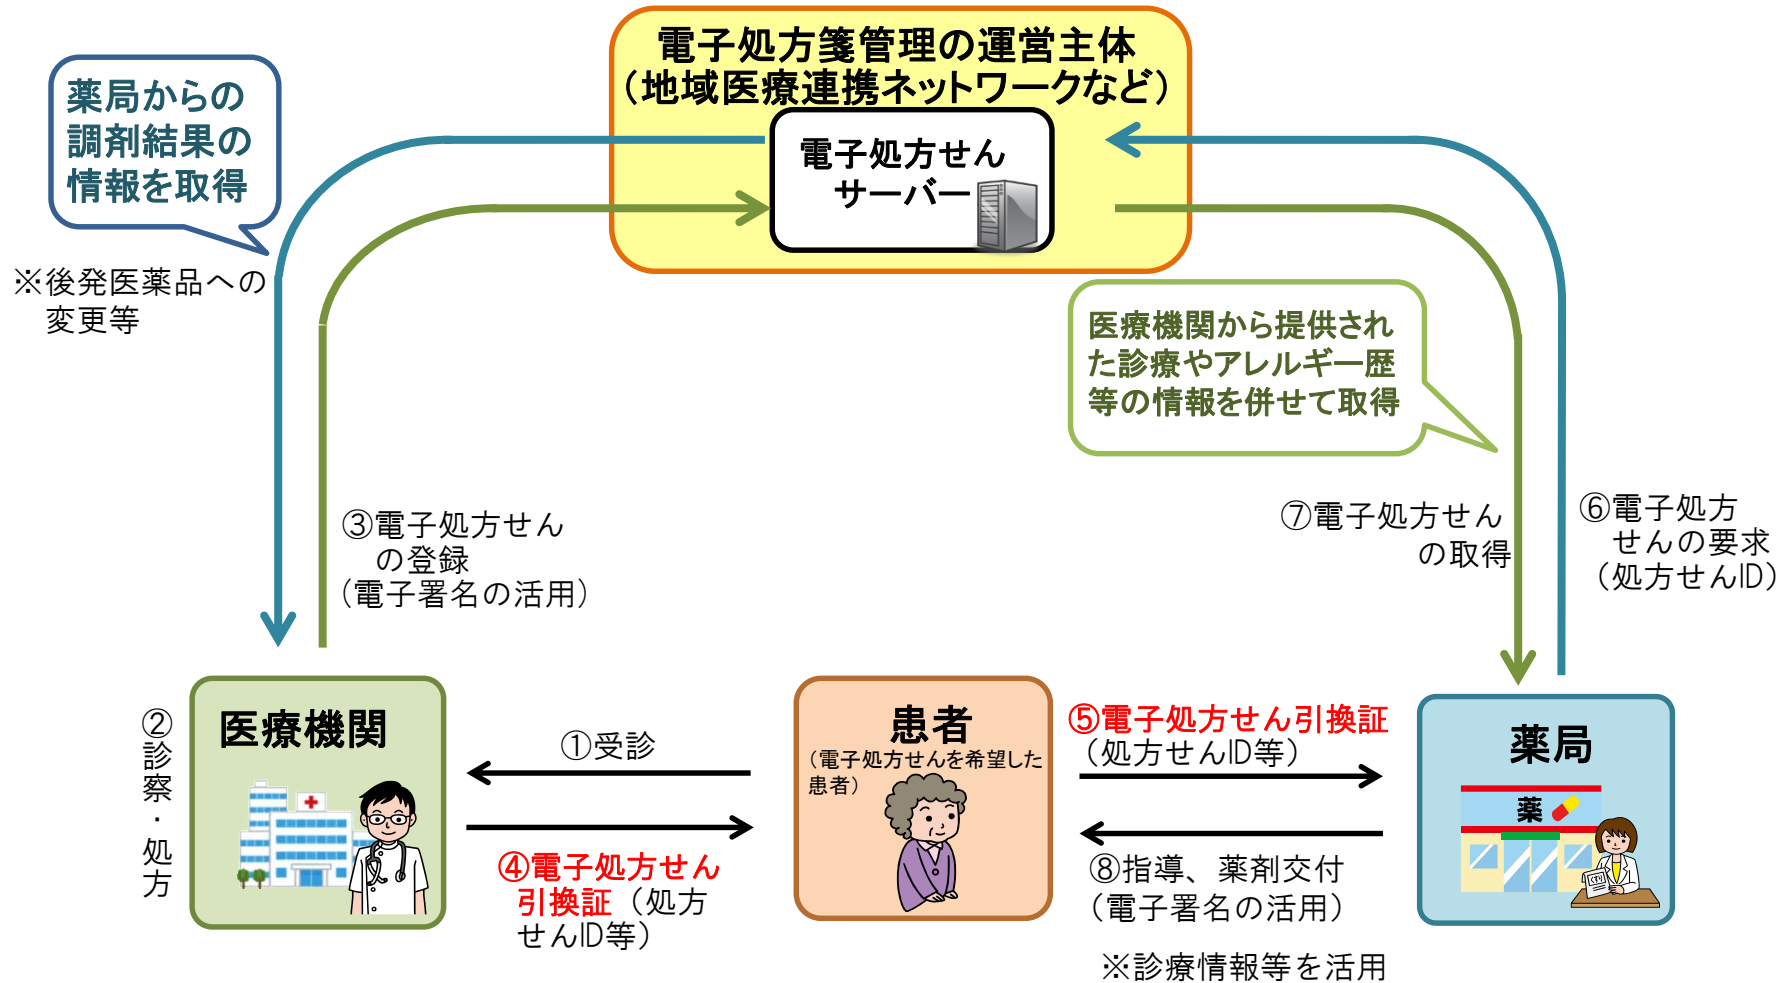 電子処方箋管理の運営主体
（地域医療連携ネットワークなど）
電子処方せん
サーバー
薬局からの
調剤結果の
情報を取得
※後発医薬品への
変更等
医療機関から提供され
た診療やアレルギー歴
等の情報を併せて取得
③電子処方せん
の登録
（電子署名の活用）
⑦電子処方せん
の取得
⑥電子処方
せんの要求
（処方せんID）
②診察・処方
医療機関
①受診
④電子処方せん
引換証（処方
せんID等）
患者
（電子処方せんを希望した
患者）
⑤電子処方せん引換証
（処方せんID等）
⑧指導、薬剤交付
（電子署名の活用）
※診療情報等を活用
薬局
薬
くすり